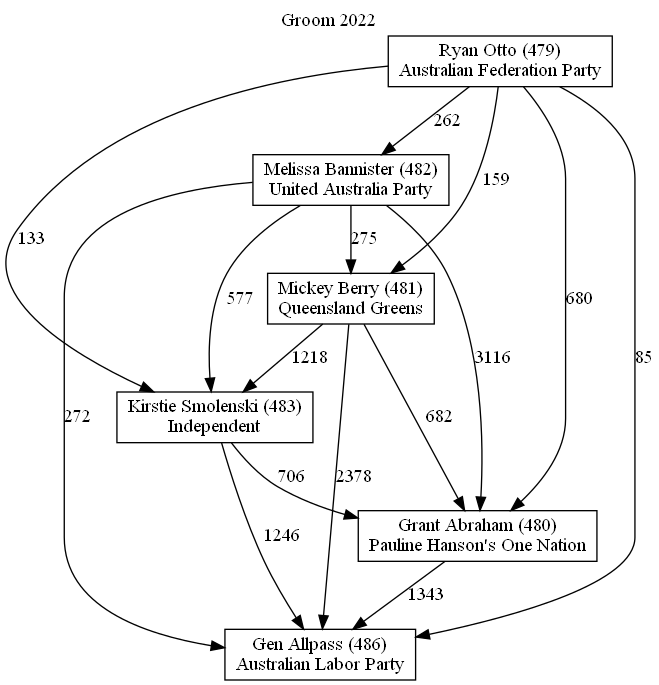 Groom 2022
Ryan Otto (479)
Australian Federation Party
262
Melissa Bannister (482)
United Australia Party
159
133
275
Mickey Berry (481)
Queensland Greens
577
680
1218
3116
85
Kirstie Smolenski (483)
Independent
272
682
706
2378
Grant Abraham (480)
Pauline Hanson's One Nation
1246
1343
Gen Allpass (486)
Australian Labor Party